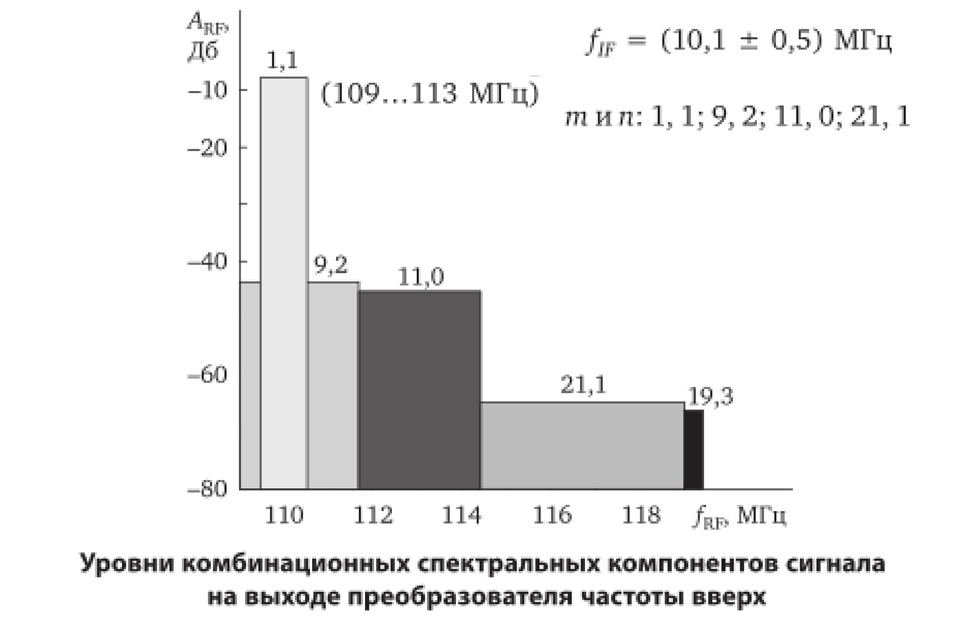 A_RF,
Дб
f_IF = (10,1 ± 0,5) МГц
1,1
(109...113 МГц)
m и n: 1, 1; 9, 2; 11, 0; 21, 1
–10
–20
–40
9,2
11,0
–60
21,1
19,3
–80
110 112 114 116 118 f_RF, МГц
Уровни комбинационных спектральных компонентов сигнала
на выходе преобразователя частоты вверх